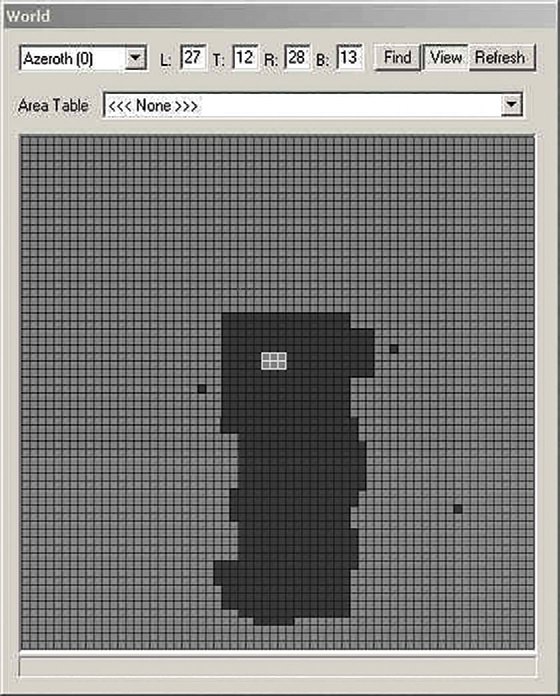 World
Azeroth (0) L: 27 T: 12 R: 28 B: 13 Find View Refresh
Area Table <<< None >>>